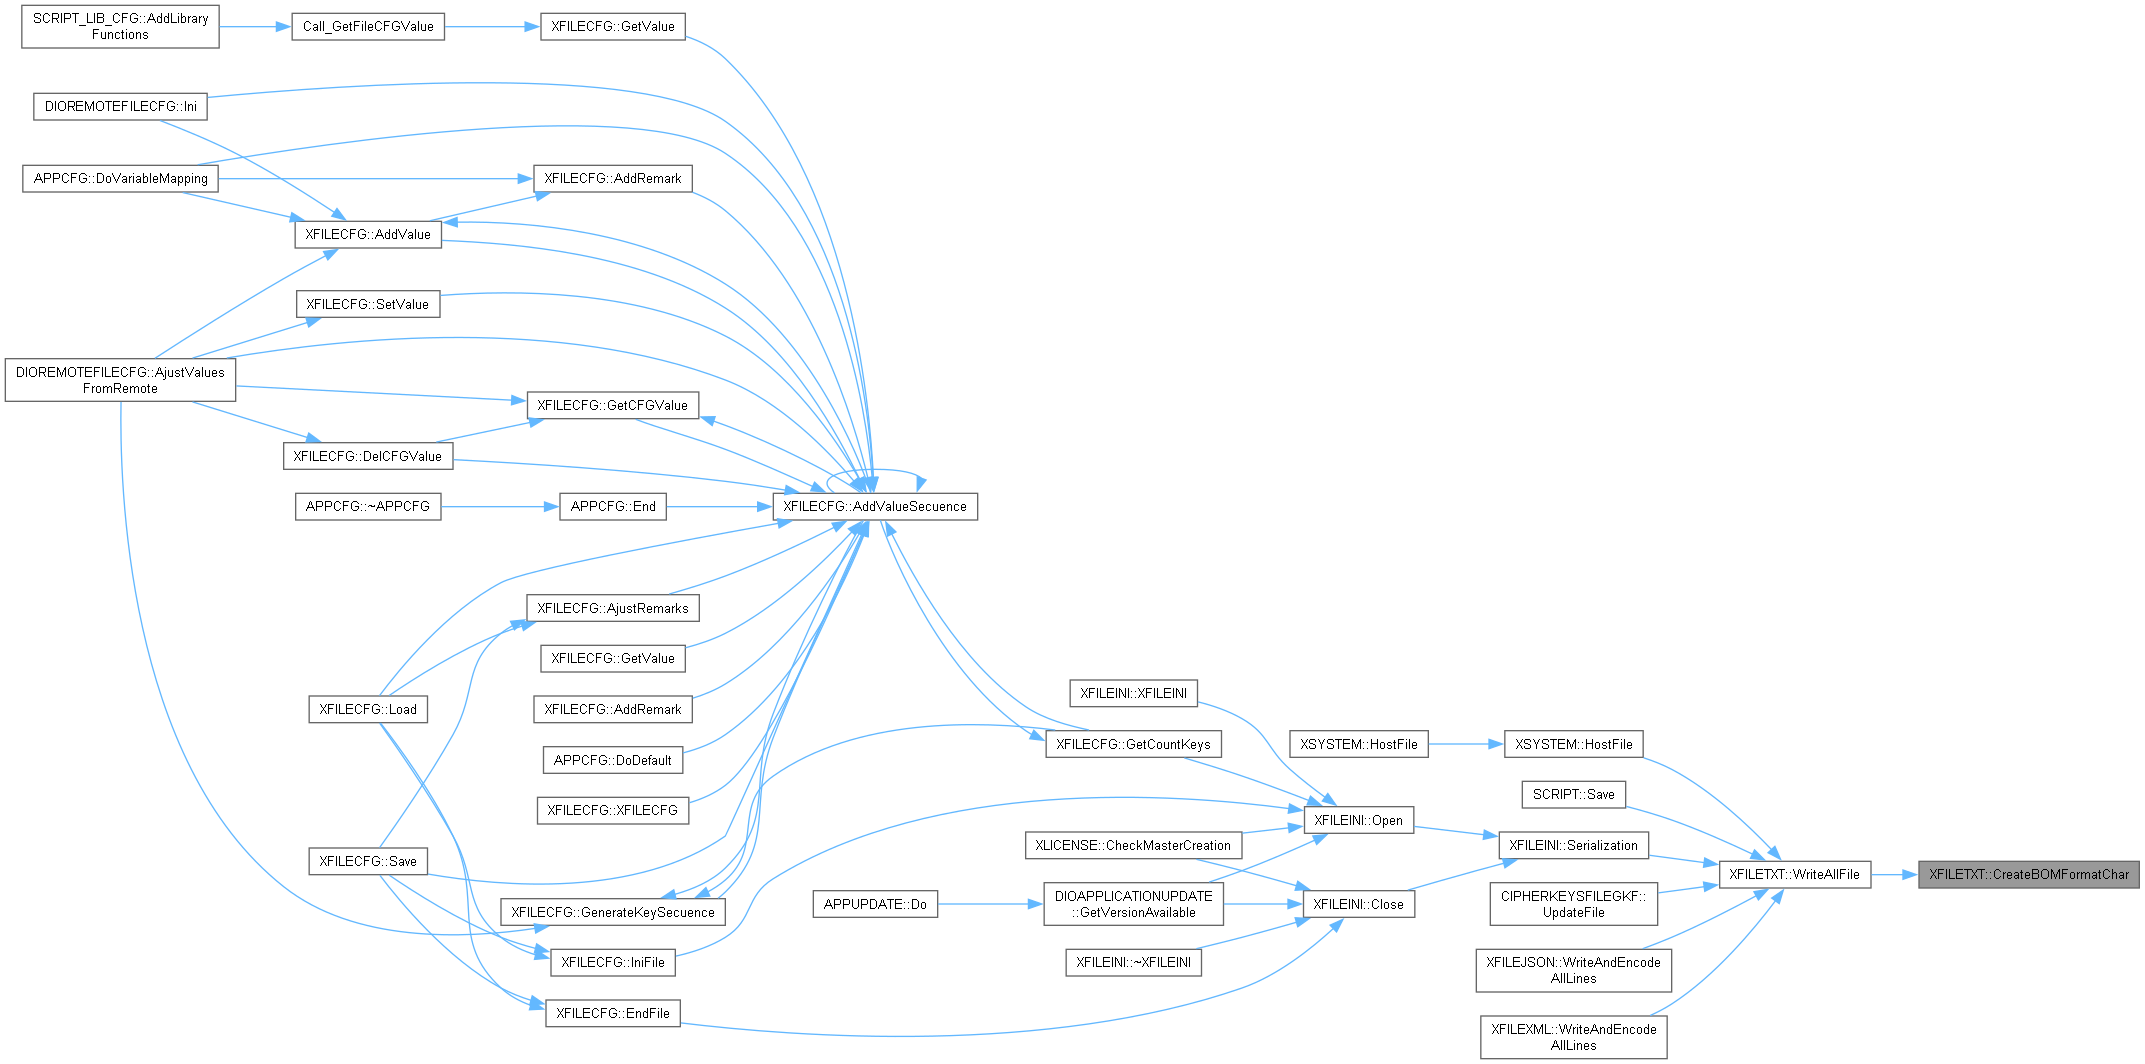 SCRIPT_LIB_CFG::AddLibrary
Functions
Call_GetFileCFGValue
XFILECFG::GetValue
DIOREMOTEFILECFG::Ini
APPCFG::DoVariableMapping
XFILECFG::AddRemark
XFILECFG::AddValue
XFILECFG::SetValue
DIOREMOTEFILECFG::AjustValues
FromRemote
XFILECFG::GetCFGValue
XFILECFG::DelCFGValue
APPCFG::~APPCFG
APPCFG::End
XFILECFG::AddValueSecuence
XFILECFG::AjustRemarks
XFILECFG::GetValue
XFILECFG::Load
XFILECFG::AddRemark
XFILEINI::XFILEINI
APPCFG::DoDefault
XFILECFG::GetCountKeys
XSYSTEM::HostFile
XSYSTEM::HostFile
XFILECFG::XFILECFG
SCRIPT::Save
XFILEINI::Open
XFILECFG::Save
XLICENSE::CheckMasterCreation
XFILEINI::Serialization
XFILETXT::WriteAllFile
XFILETXT::CreateBOMFormatChar
XFILECFG::GenerateKeySecuence
APPUPDATE::Do
DIOAPPLICATIONUPDATE
::GetVersionAvailable
XFILEINI::Close
CIPHERKEYSFILEGKF::
UpdateFile
XFILECFG::IniFile
XFILEINI::~XFILEINI
XFILEJSON::WriteAndEncode
AllLines
XFILECFG::EndFile
XFILEXML::WriteAndEncode
AllLines